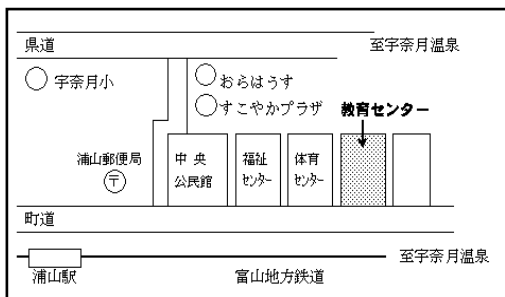 県道
至宇奈月温泉
宇奈月小
おらはうす
すこやかプラザ
教育センター
浦山郵便局
〒
中央
公民館
福祉
センター
体育
センター
町道
至宇奈月温泉
浦山駅
富山地方鉄道